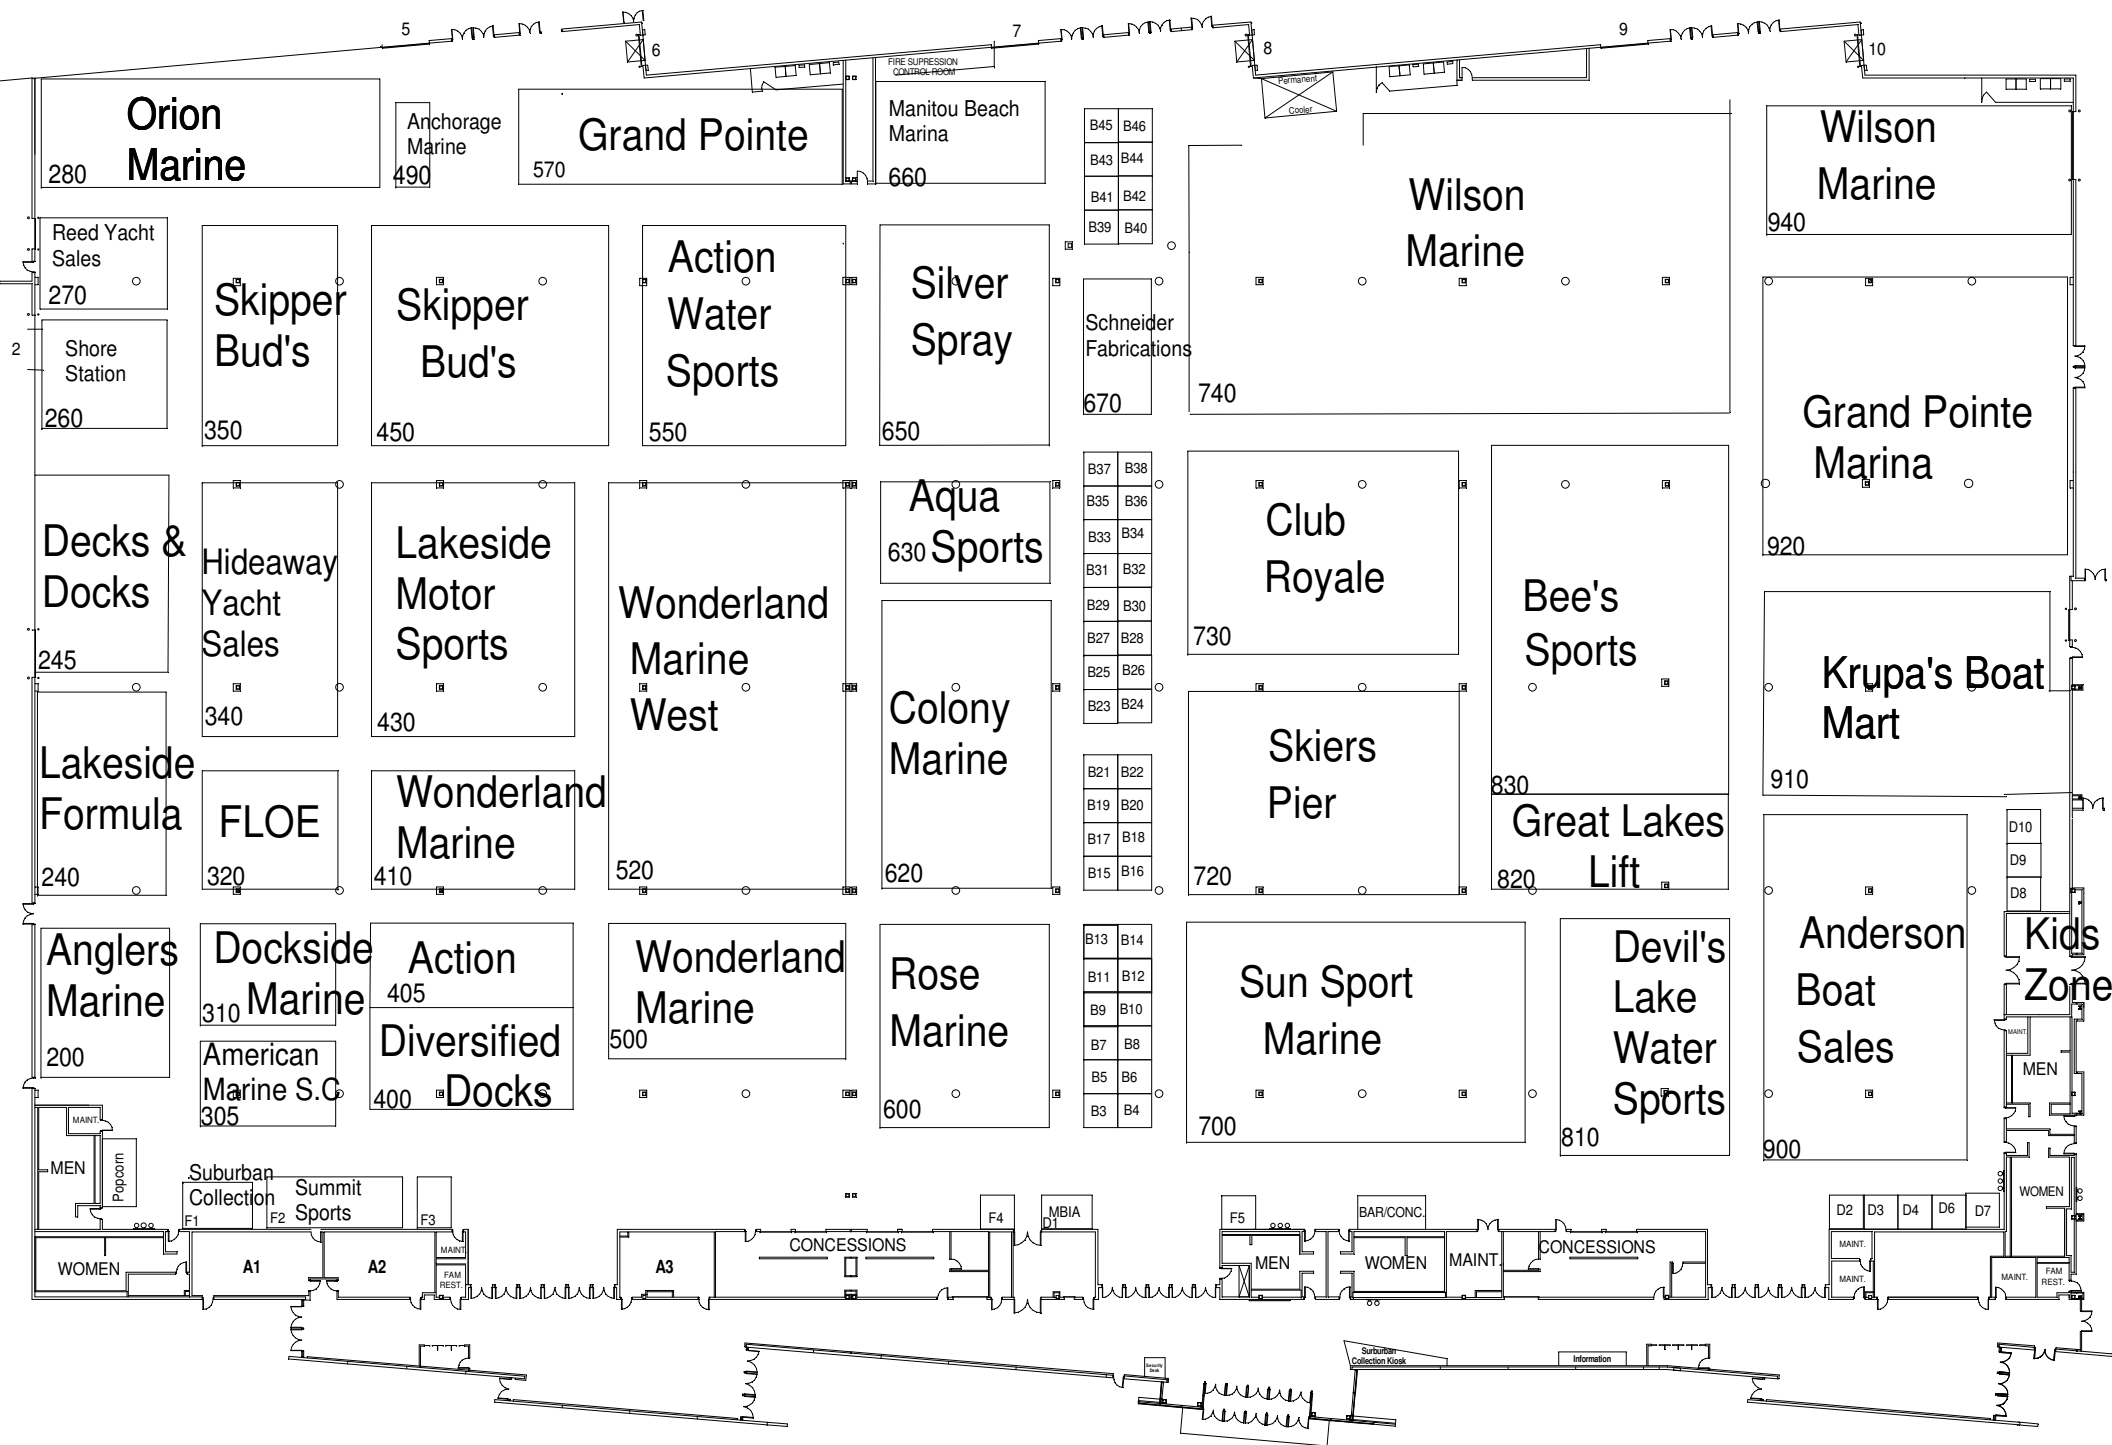 5
6
7
8
9
10
FIRE SUPRESSION
CONTROL ROOM
Permanent
Cooler
Orion
Marine
280
Anchorage
Marine
490
Grand Pointe
570
Manitou Beach
Marina
660
B45 B46
B43 B44
B41 B42
B39 B40
Wilson
Marine
740
Wilson
Marine
940
Reed Yacht
Sales
270
2
Shore
Station
260
Skipper
Bud's
350
Skipper
Bud's
450
Action
Water
Sports
550
Silver
Spray
650
Schneider
Fabrications
670
Grand Pointe
Marina
920
Decks &
Docks
245
Hideaway
Yacht
Sales
340
Lakeside
Motor
Sports
430
Wonderland
Marine
West
520
Aqua
630 Sports
Colony
Marine
620
B37 B38
B35 B36
B33 B34
B31 B32
B29 B30
B27 B28
B25 B26
B23 B24
Club
Royale
730
Bee's
Sports
830
Krupa's Boat
Mart
910
Lakeside
Formula
240
FLOE
320
Wonderland
Marine
410
B21 B22
B19 B20
B17 B18
B15 B16
Skiers
Pier
720
Great Lakes
820 Lift
D10
D9
D8
Anglers
Marine
200
Dockside
310 Marine
American
Marine S.C
305
Action
405
Diversified
400 Docks
Wonderland
Marine
500
Rose
Marine
600
B13 B14
B11 B12
B9 B10
B7 B8
B5 B6
B3 B4
Sun Sport
Marine
700
Devil's
Lake
Water
Sports
810
Anderson
Boat
Sales
900
Kids
Zone
MAINT.
MEN
WOMEN
MAINT.
MEN
Popcorn
WOMEN
Suburban
Collection
F1
F2
Summit
Sports
F3
A1
A2
MAINT.
FAM
REST.
A3
CONCESSIONS
F4
MBIA
D1
F5
MEN
BAR/CONC.
WOMEN
MAINT.
CONCESSIONS
D2 D3 D4 D6 D7
MAINT.
MAINT.
MAINT.
FAM
REST.
Security
Desk
Surburban
Collection Kiosk
Information